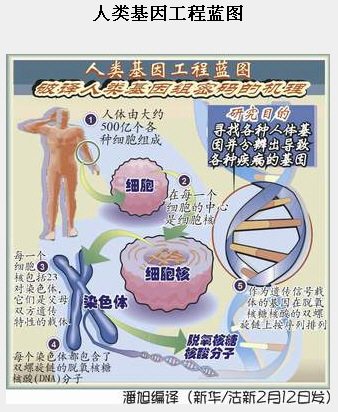 人类基因工程蓝图
人类基因工程蓝图
破译人类基因组密码的机理
研究目的
寻找各种人体基
因并分辨出导致
各种疾病的基因
1
人体由大约
500亿个各
种细胞组成
细胞
2
在每一个
细胞的中心
是细胞核
细胞核
每一个
细胞
3
核包括23
对染色体,
它们是父母
双方遗传
特性的载体
染色体
4
每个染色体都包含了
双螺旋链的脱氧核糖
核酸(DNA)分子
脱氧核糖
核酸分子
5
作为遗传信号载
体的基因在脱氧
核糖核酸的双
螺旋链上按序列排列
潘旭编译(新华/法新2月12日发)